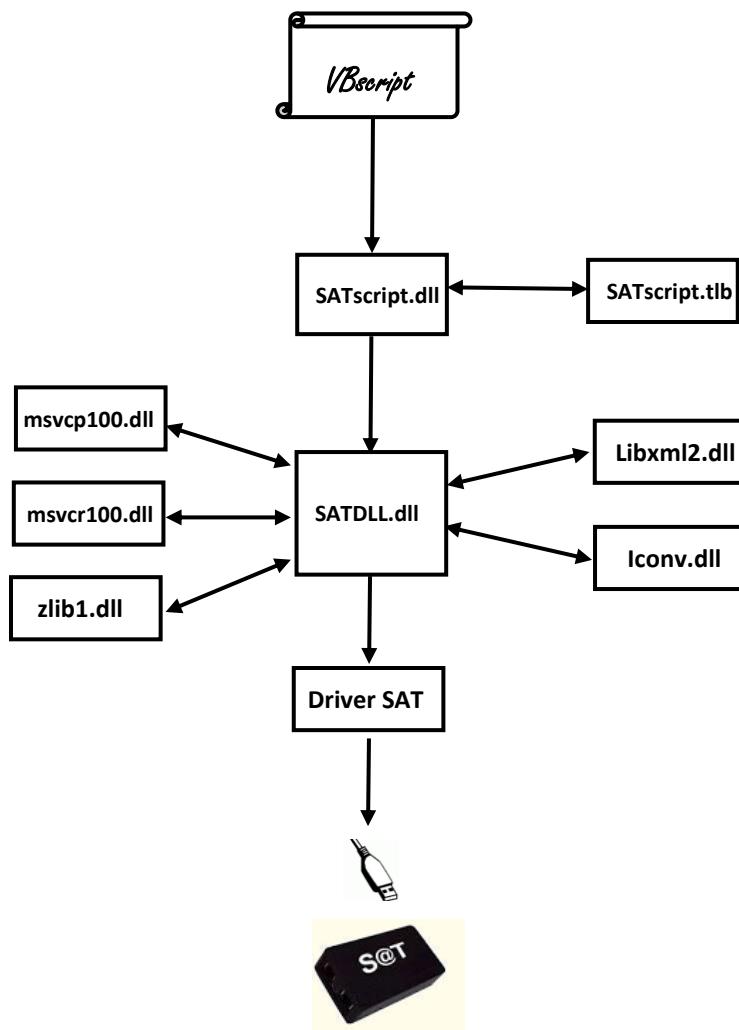 VBscript
SATscript.dll
SATscript.tlb
msvcp100.dll
Libxml2.dll
msvcr100.dll
SATDLL.dll
Iconv.dll
zlib1.dll
Driver SAT
S@T